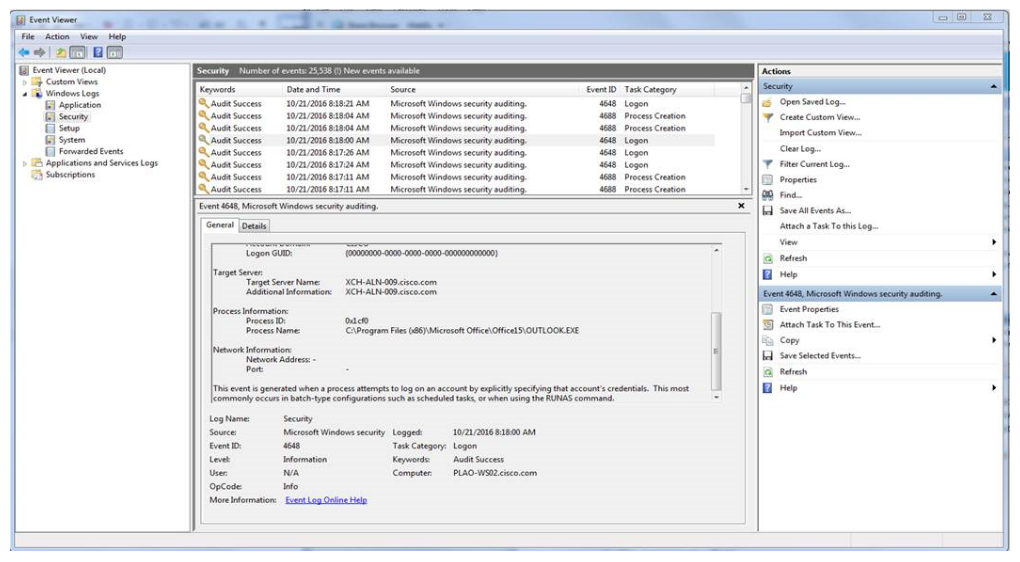 Event Viewer
File Action View Help
Event Viewer (Local)
Custom Views
Windows Logs
Application
Security
Setup
System
Forwarded Events
Applications and Services Logs
Subscriptions
Security Number of events: 25,538 (!) New events available
Keywords Date and Time Source Event ID Task Category
Audit Success 10/21/2016 8:18:21 AM Microsoft Windows security auditing. 4648 Logon
Audit Success 10/21/2016 8:18:04 AM Microsoft Windows security auditing. 4688 Process Creation
Audit Success 10/21/2016 8:18:04 AM Microsoft Windows security auditing. 4688 Process Creation
Audit Success 10/21/2016 8:18:00 AM Microsoft Windows security auditing. 4648 Logon
Audit Success 10/21/2016 8:17:26 AM Microsoft Windows security auditing. 4648 Logon
Audit Success 10/21/2016 8:17:24 AM Microsoft Windows security auditing. 4648 Logon
Audit Success 10/21/2016 8:17:11 AM Microsoft Windows security auditing. 4688 Process Creation
Audit Success 10/21/2016 8:17:11 AM Microsoft Windows security auditing. 4688 Process Creation
Event 4648, Microsoft Windows security auditing.
General Details
Logon GUID: {00000000-0000-0000-0000-000000000000}
Target Server:
Target Server Name: XCH-ALN-009.cisco.com
Additional Information: XCH-ALN-009.cisco.com
Process Information:
Process ID: 0x1cf0
Process Name: C:\Program Files (x86)\Microsoft Office\Office15\OUTLOOK.EXE
Network Information:
Network Address: -
Port: -
This event is generated when a process attempts to log on an account by explicitly specifying that account's credentials. This most
commonly occurs in batch-type configurations such as scheduled tasks, or when using the RUNAS command.
Log Name: Security
Source: Microsoft Windows security Logged: 10/21/2016 8:18:00 AM
Event ID: 4648 Task Category: Logon
Level: Information Keywords: Audit Success
User: N/A Computer: PLAO-WS02.cisco.com
OpCode: Info
More Information: Event Log Online Help
Actions
Security
Open Saved Log...
Create Custom View...
Import Custom View...
Clear Log...
Filter Current Log...
Properties
Find...
Save All Events As...
Attach a Task To this Log...
View
Refresh
Help
Event 4648, Microsoft Windows security auditing.
Event Properties
Attach Task To This Event...
Copy
Save Selected Events...
Refresh
Help